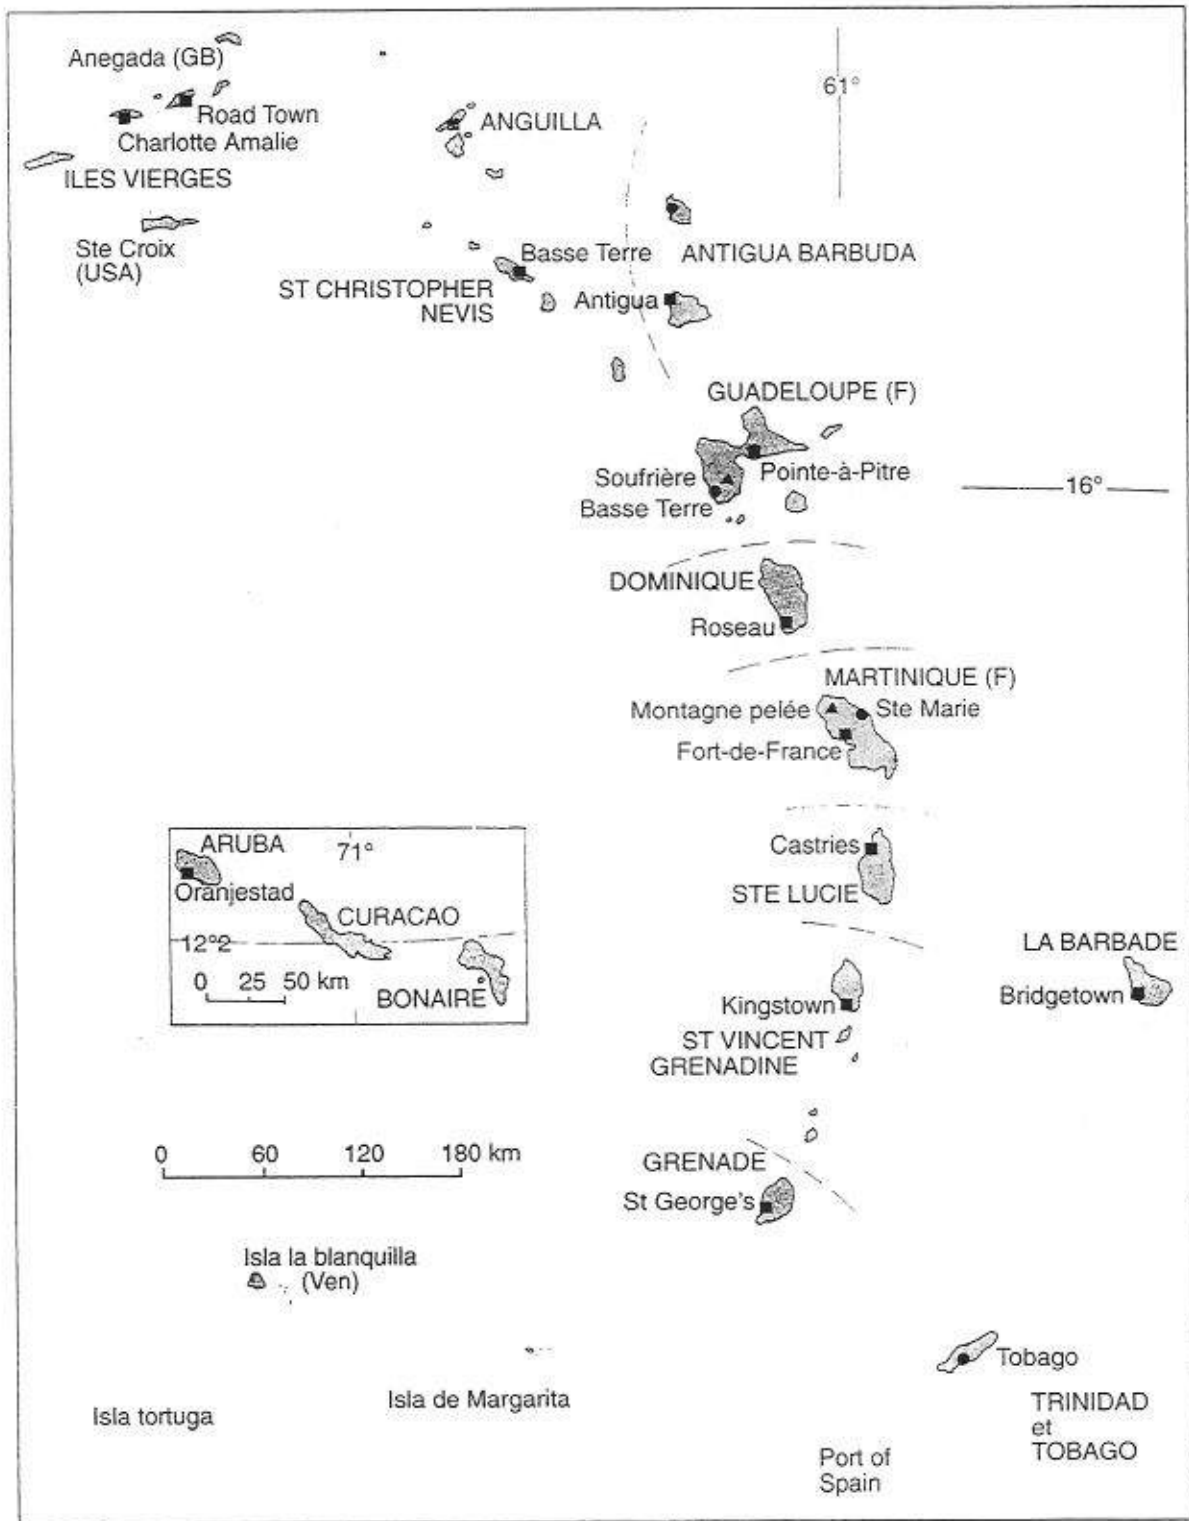 Anegada (GB)
61°
Road Town
Charlotte Amalie
ANGUILLA
ILES VIERGES
Ste Croix
(USA)
Basse Terre
ANTIGUA BARBUDA
ST CHRISTOPHER
NEVIS
Antigua
GUADELOUPE (F)
Soufrière
Pointe-à-Pitre
16°
Basse Terre
DOMINIQUE
Roseau
MARTINIQUE (F)
Montagne pelée
Ste Marie
Fort-de-France
ARUBA
71°
Oranjestad
CURACAO
12°2
0 25 50 km
BONAIRE
Castries
STE LUCIE
LA BARBADE
Bridgetown
Kingstown
ST VINCENT
GRENADINE
0 60 120 180 km
GRENADE
St George's
Isla la blanquilla
(Ven)
Tobago
Isla de Margarita
Isla tortuga
TRINIDAD
et
TOBAGO
Port of
Spain